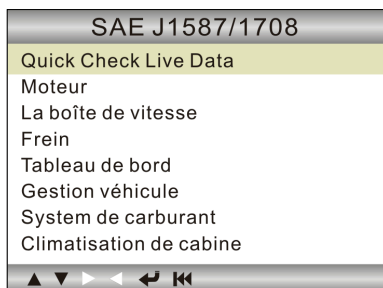 SAE J1587/1708
Quick Check Live Data
Moteur
La boîte de vitesse
Frein
Tableau de bord
Gestion véhicule
System de carburant
Climatisation de cabine